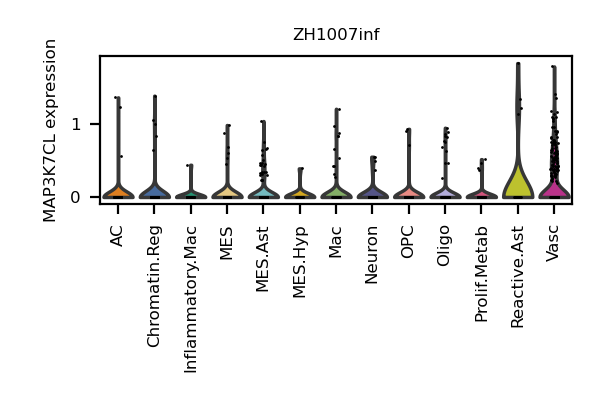 ZH1007inf
MAP3K7CL expression
1
0
AC
Chromatin.Reg
Inflammatory.Mac
MES
MES.Ast
MES.Hyp
Mac
Neuron
OPC
Oligo
Prolif.Metab
Reactive.Ast
Vasc